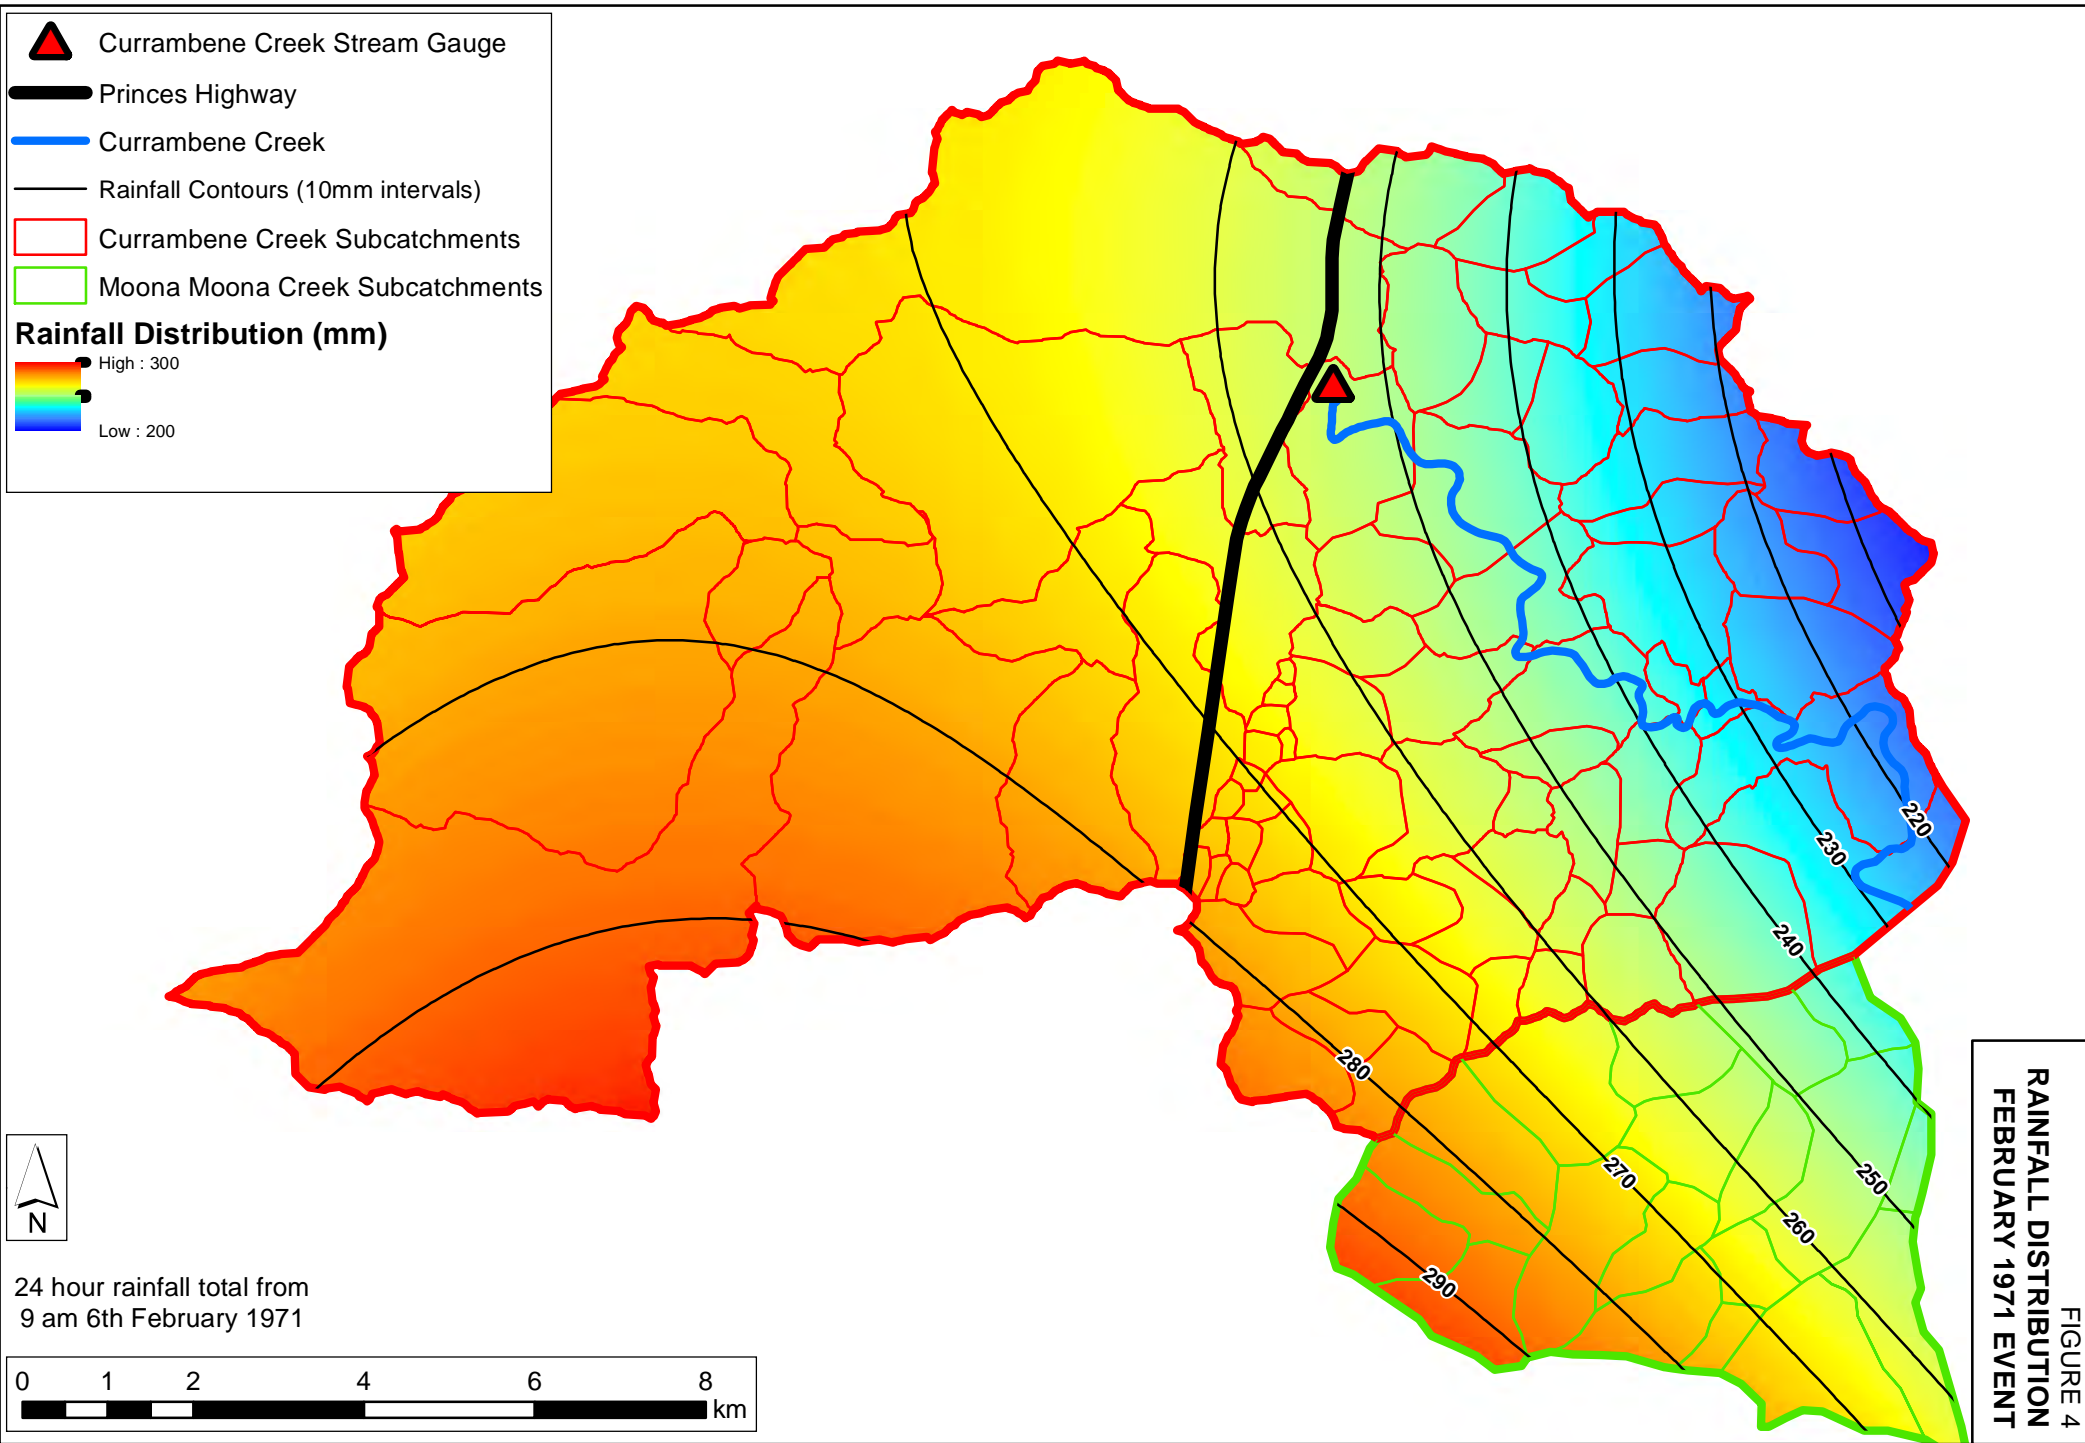 Currambene Creek Stream Gauge
Princes Highway
Currambene Creek
Rainfall Contours (10mm intervals)
Currambene Creek Subcatchments
Moona Moona Creek Subcatchments
Rainfall Distribution (mm)
High : 300
Low : 200
220
230
240
250
260
270
280
290
N
24 hour rainfall total from
9 am 6th February 1971
0 1 2 4 6 8
km
FIGURE 4
RAINFALL DISTRIBUTION
FEBRUARY 1971 EVENT